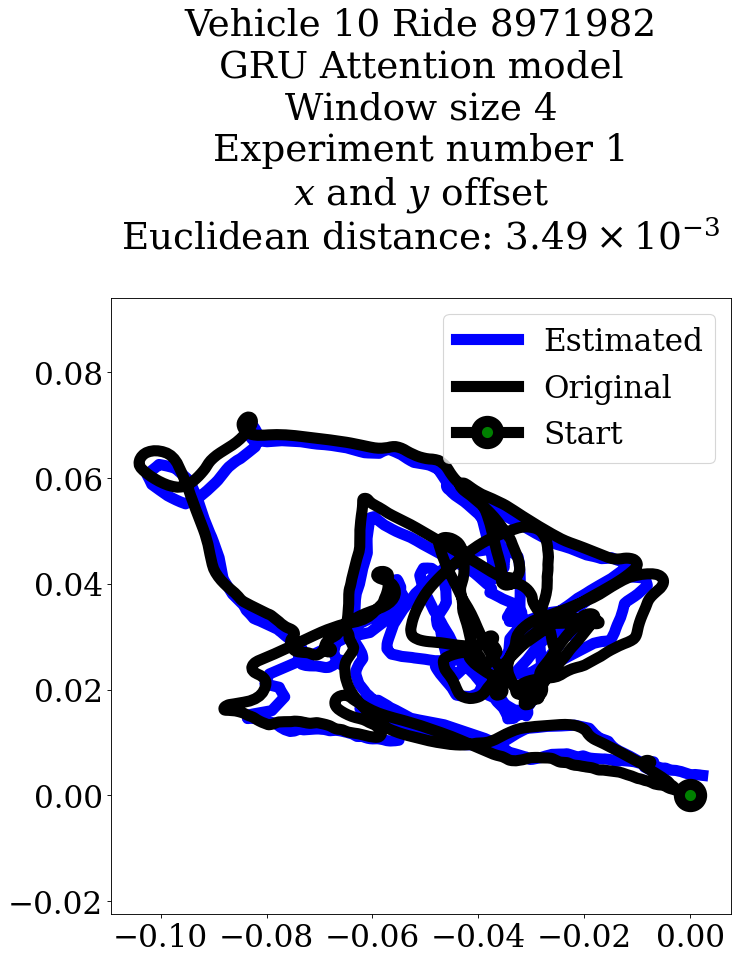 Vehicle 10 Ride 8971982
GRU Attention model
Window size 4
Experiment number 1
x and y offset
Euclidean distance: 3.49 × 10⁻³
Estimated
Original
Start
0.08
0.06
0.04
0.02
0.00
−0.02
−0.10 −0.08 −0.06 −0.04 −0.02 0.00